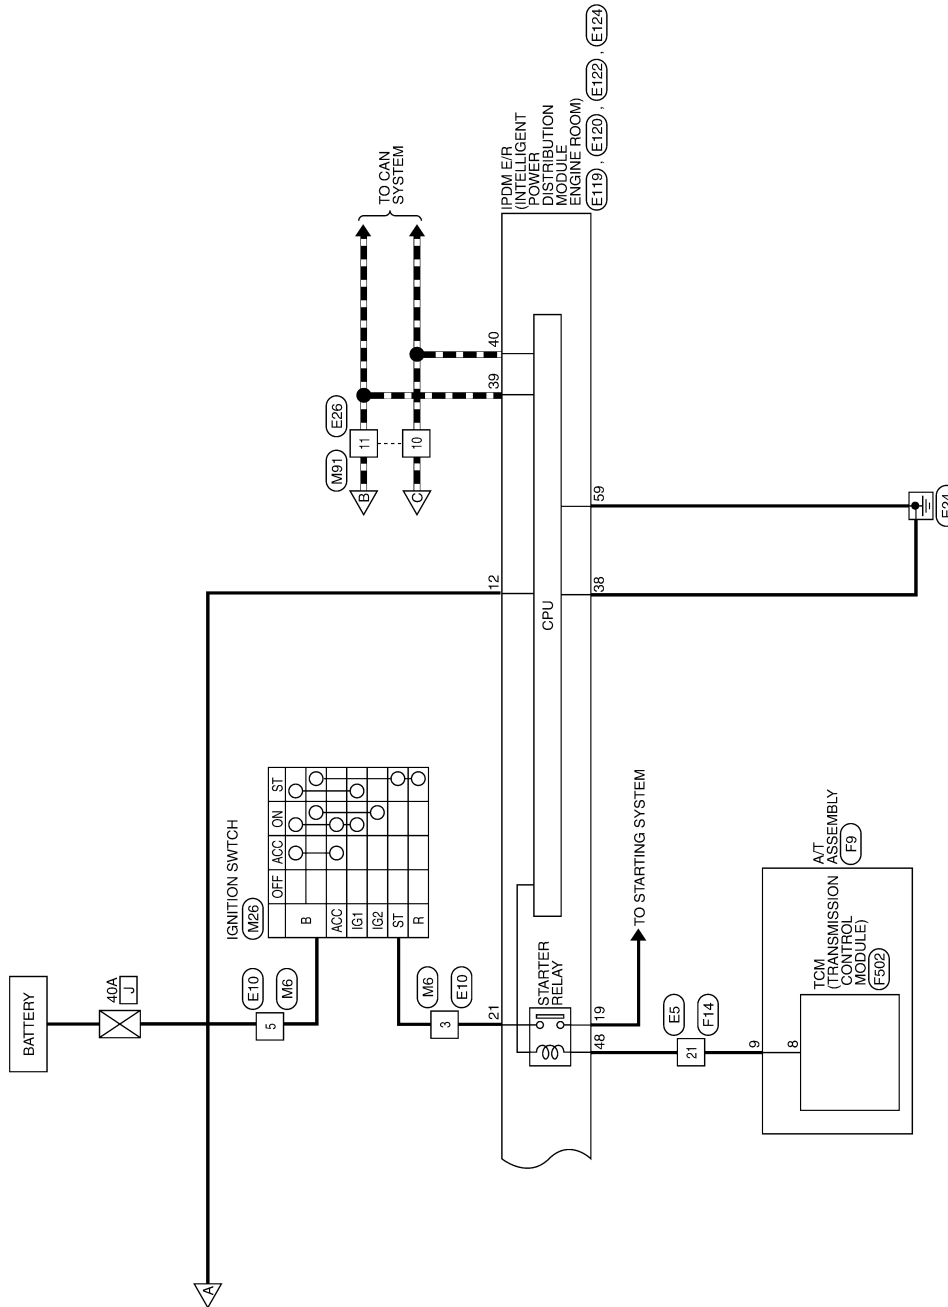 BATTERY
40A
J
A
E10
M6
5
IGNITION SWTCH
M26
OFF
ACC
ON
ST
B
ACC
IG1
IG2
ST
R
M6
E10
3
TO CAN
SYSTEM
M91
E26
B
11
C
10
IPDM E/R
(INTELLIGENT
POWER
DISTRIBUTION
MODULE
ENGINE ROOM)
E119 , E120 , E122 , E124
21
12
39
40
STARTER
RELAY
CPU
48
19
38
59
TO STARTING SYSTEM
E5
F14
21
A/T
ASSEMBLY
F9
9
8
TCM
(TRANSMISSION
CONTROL
MODULE)
F502